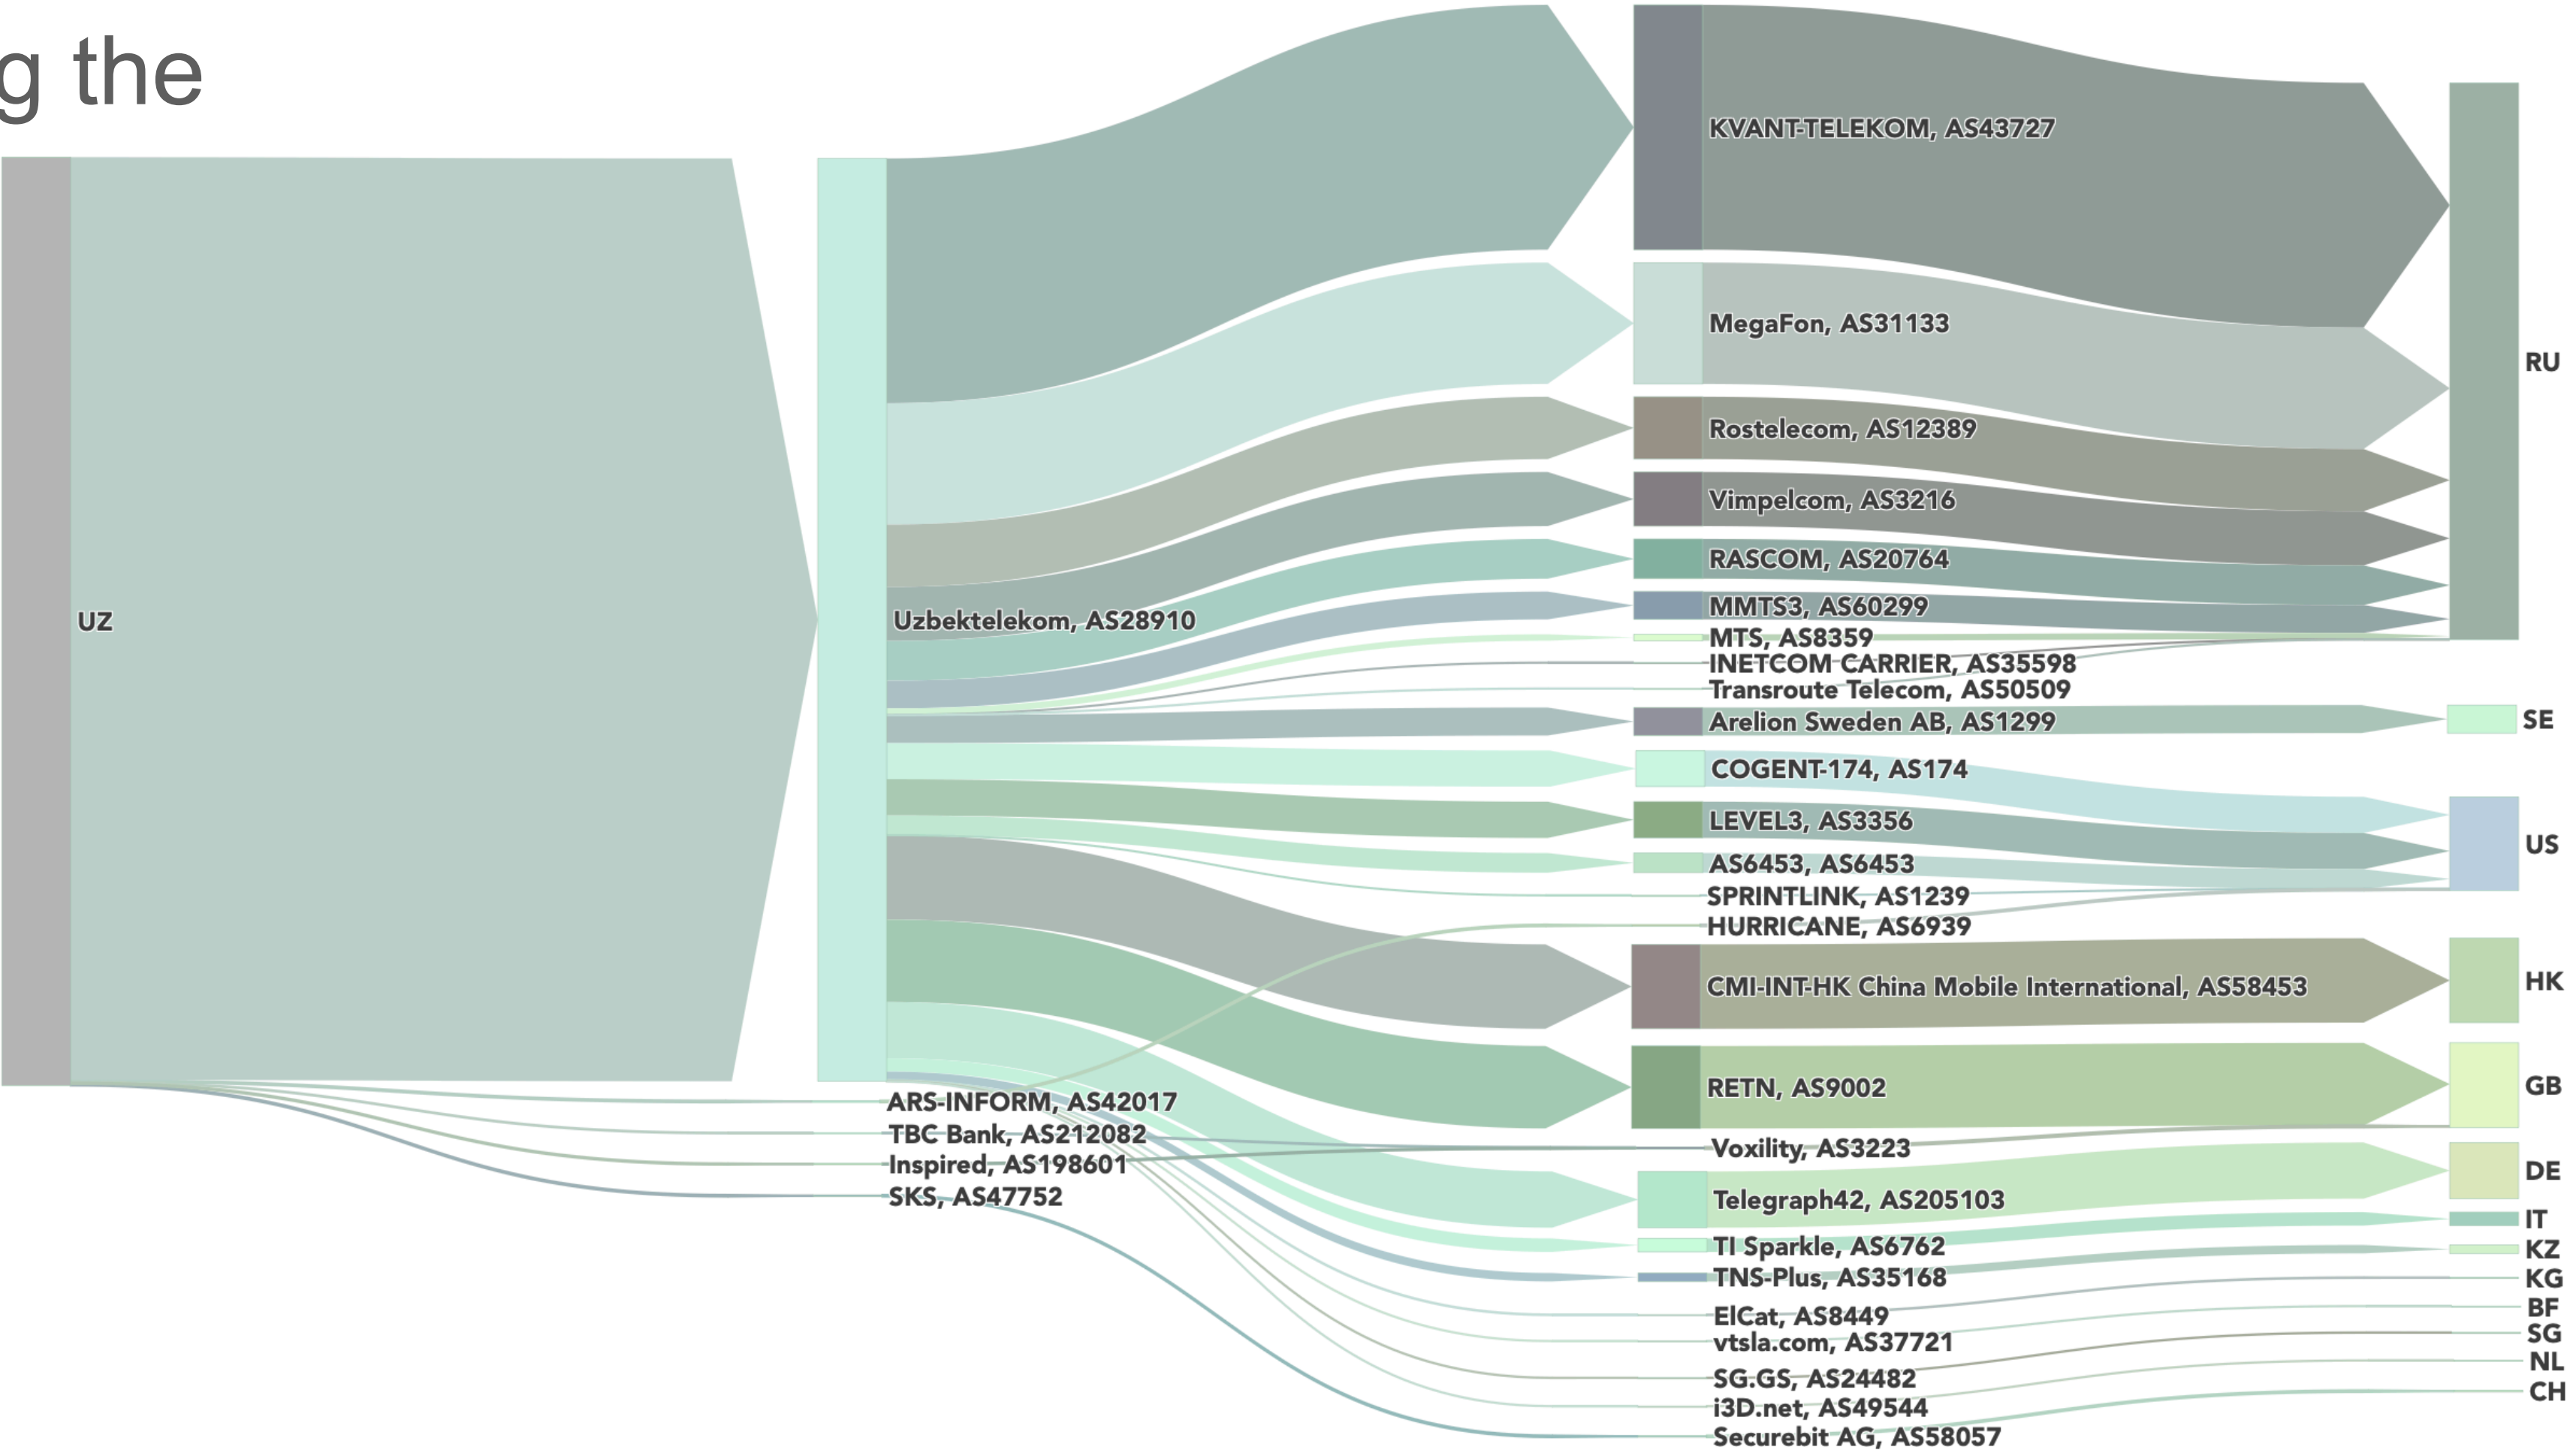 g the
UZ
Uzbektelekom, AS28910
ARS-INFORM, AS42017
TBC Bank, AS212082
Inspired, AS198601
SKS, AS47752
KVANT-TELEKOM, AS43727
MegaFon, AS31133
Rostelecom, AS12389
Vimpelcom, AS3216
RASCOM, AS20764
MMTS3, AS60299
MTS, AS8359
INETCOM CARRIER, AS35598
Transroute Telecom, AS50509
Arelion Sweden AB, AS1299
COGENT-174, AS174
LEVEL3, AS3356
AS6453, AS6453
SPRINTLINK, AS1239
HURRICANE, AS6939
CMI-INT-HK China Mobile International, AS58453
RETN, AS9002
Voxility, AS3223
Telegraph42, AS205103
TI Sparkle, AS6762
TNS-Plus, AS35168
ElCat, AS8449
vtsla.com, AS37721
SG.GS, AS24482
i3D.net, AS49544
Securebit AG, AS58057
RU
SE
US
HK
GB
DE
IT
KZ
KG
BF
SG
NL
CH